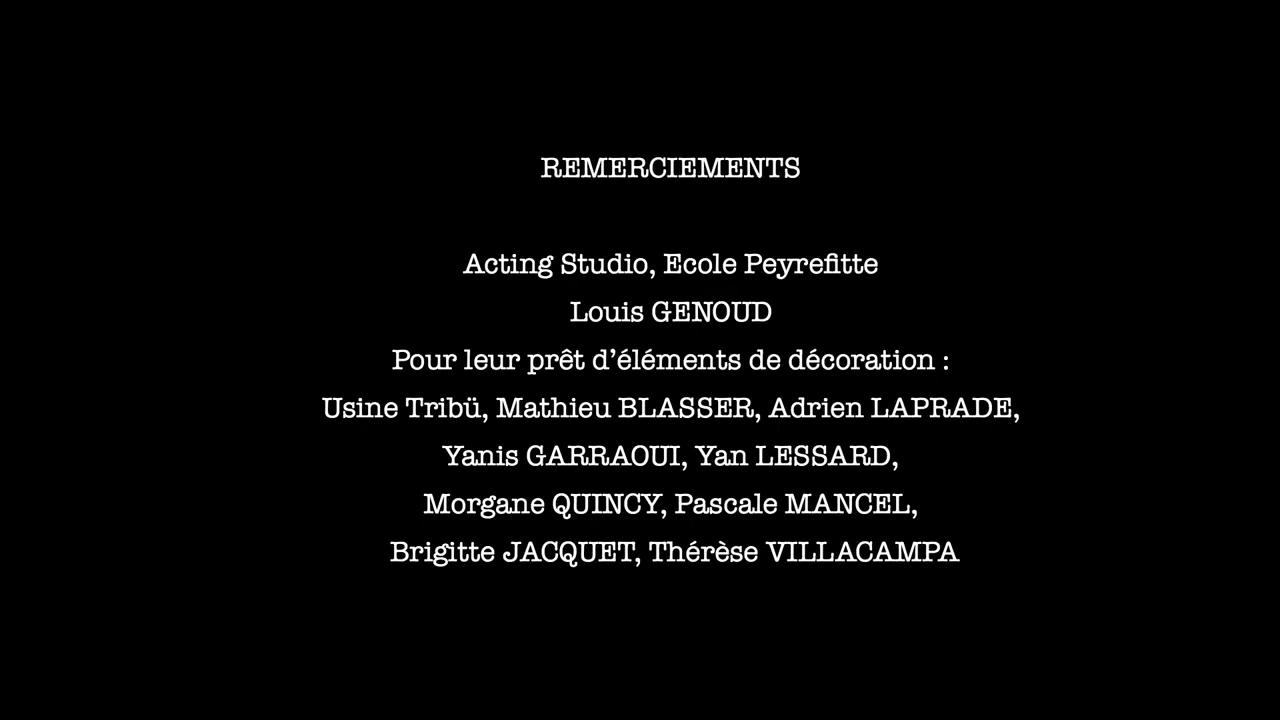 REMERCIEMENTS
Acting Studio, Ecole Peyrefitte
Louis GENOUD
Pour leur prêt d’éléments de décoration :
Usine Tribü, Mathieu BLASSER, Adrien LAPRADE,
Yanis GARRAOUI, Yan LESSARD,
Morgane QUINCY, Pascale MANCEL,
Brigitte JACQUET, Thérèse VILLACAMPA